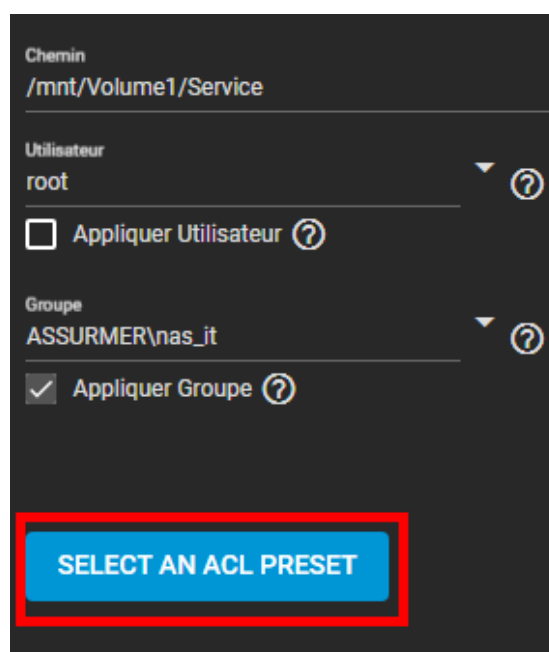 Chemin
/mnt/Volume1/Service
Utilisateur
root
Appliquer Utilisateur
Groupe
ASSURMER\nas_it
Appliquer Groupe
SELECT AN ACL PRESET